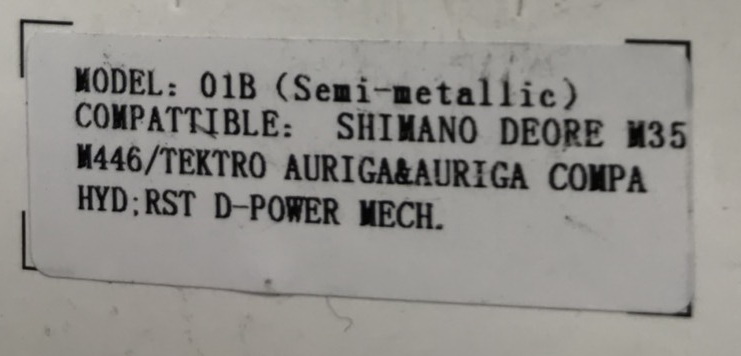 MODEL: 01B (Semi-metallic)
COMPATTIBLE: SHIMANO DEORE M35
M446/TEKTRO AURIGA&AURIGA COMPA
HYD;RST D-POWER MECH.